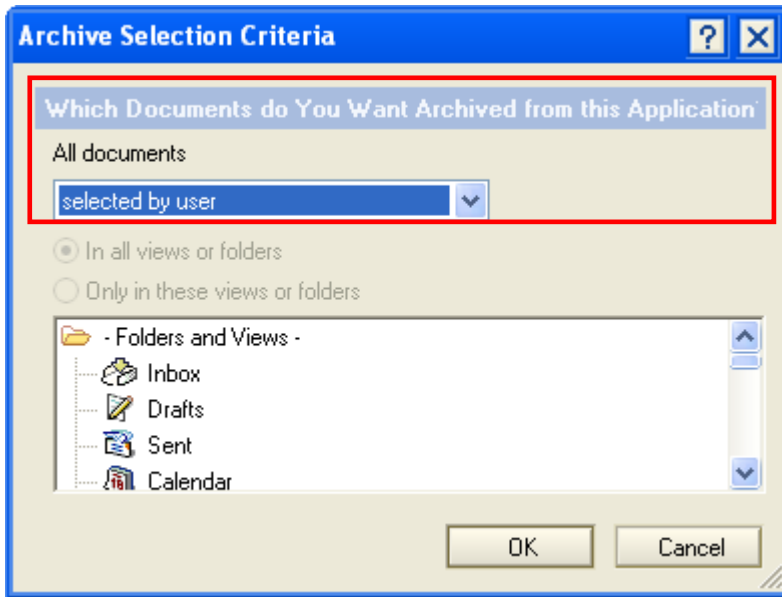 Archive Selection Criteria
Which Documents do You Want Archived from this Application
All documents
selected by user
In all views or folders
Only in these views or folders
- Folders and Views -
Inbox
Drafts
Sent
Calendar
OK Cancel